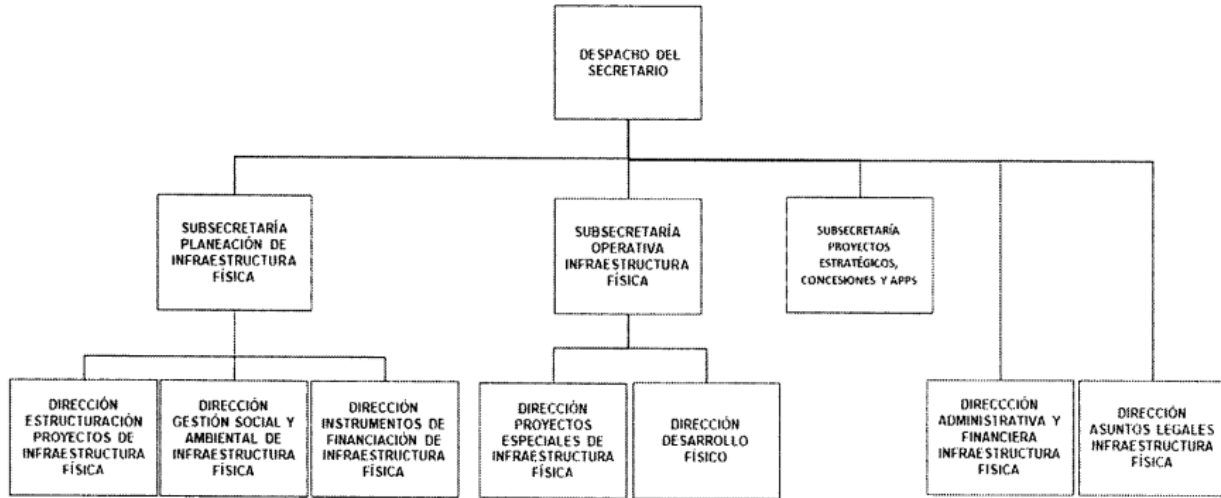 DESPACHO DEL
SECRETARIO
SUBSECRETARÍA
PLANEACIÓN DE
INFRAESTRUCTURA
FÍSICA
SUBSECRETARÍA
OPERATIVA
INFRAESTRUCTURA
FÍSICA
SUBSECRETARÍA
PROYECTOS
ESTRATÉGICOS,
CONCESIONES Y APPS
DIRECCIÓN
ESTRUCTURACIÓN
PROYECTOS DE
INFRAESTRUCTURA
FÍSICA
DIRECCIÓN
GESTIÓN SOCIAL Y
AMBIENTAL DE
INFRAESTRUCTURA
FÍSICA
DIRECCIÓN
INSTRUMENTOS DE
FINANCIACIÓN DE
INFRAESTRUCTURA
FÍSICA
DIRECCIÓN
PROYECTOS
ESPECIALES DE
INFRAESTRUCTURA
FÍSICA
DIRECCIÓN
DESARROLLO
FÍSICO
DIRECCCIÓN
ADMINISTRATIVA Y
FINANCIERA
INFRAESTRUCTURA
FISICA
DIRECCIÓN
ASUNTOS LEGALES
INFRAESTRUCTURA
FÍSICA